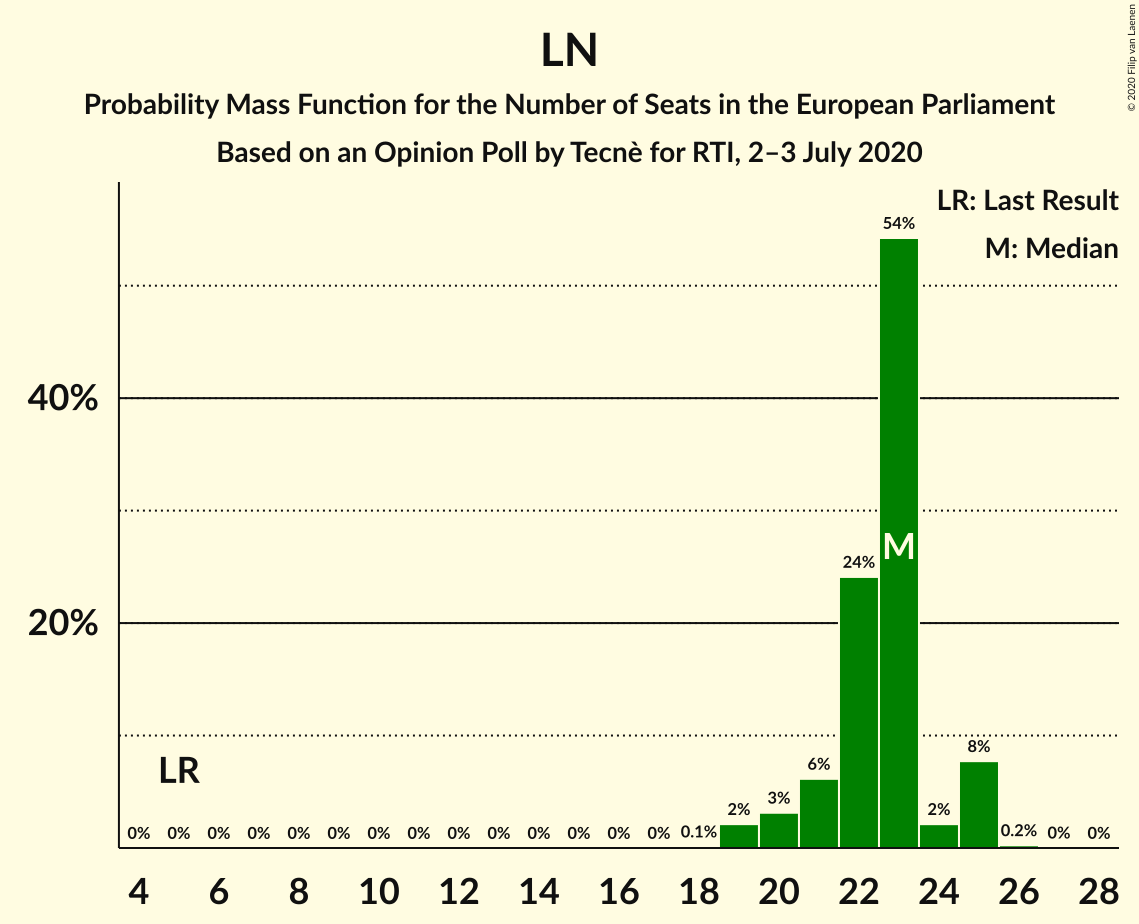 LN
Probability Mass Function for the Number of Seats in the European Parliament
Based on an Opinion Poll by Tecnè for RTI, 2–3 July 2020
© 2020 Filip van Laenen
LR: Last Result
M: Median
54%
40%
M
24%
20%
8%
LR
6%
3%
2% 2%
0% 0% 0% 0% 0% 0% 0% 0% 0% 0% 0% 0% 0% 0% 0.1% 0.2% 0% 0%
4 6 8 10 12 14 16 18 20 22 24 26 28